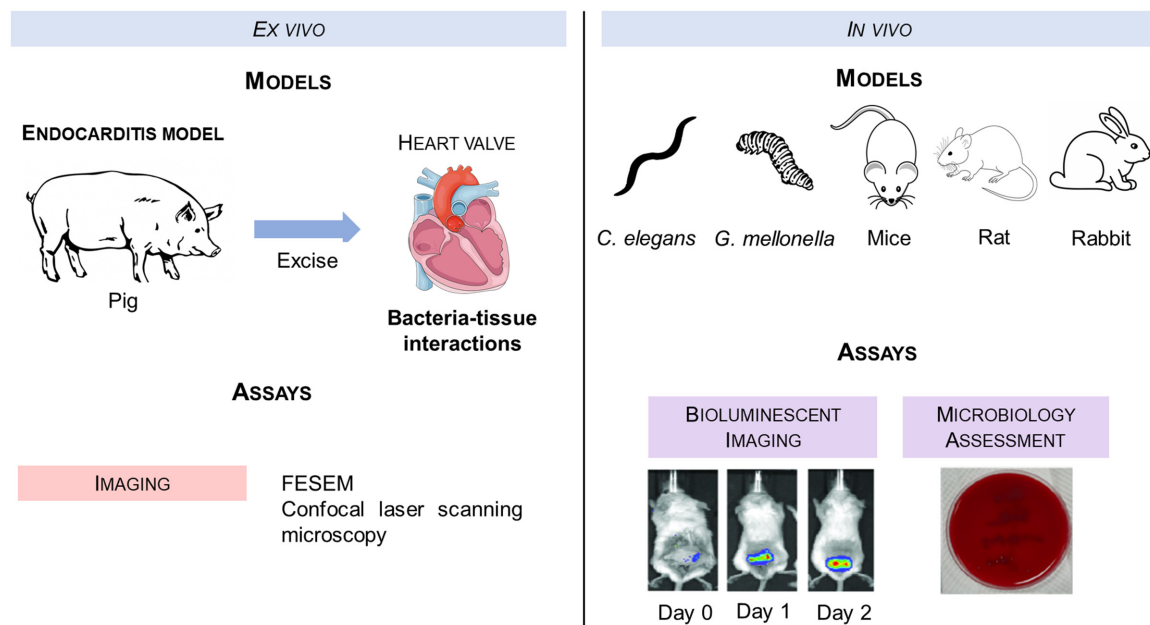 EX VIVO
MODELS
ENDOCARDITIS MODEL
HEART VALVE
Excise
Pig
Bacteria-tissue
interactions
ASSAYS
IMAGING
FESEM
Confocal laser scanning
microscopy
IN VIVO
MODELS
C. elegans
G. mellonella
Mice
Rat
Rabbit
ASSAYS
BIOLUMINESCENT
IMAGING
MICROBIOLOGY
ASSESSMENT
Day 0
Day 1
Day 2